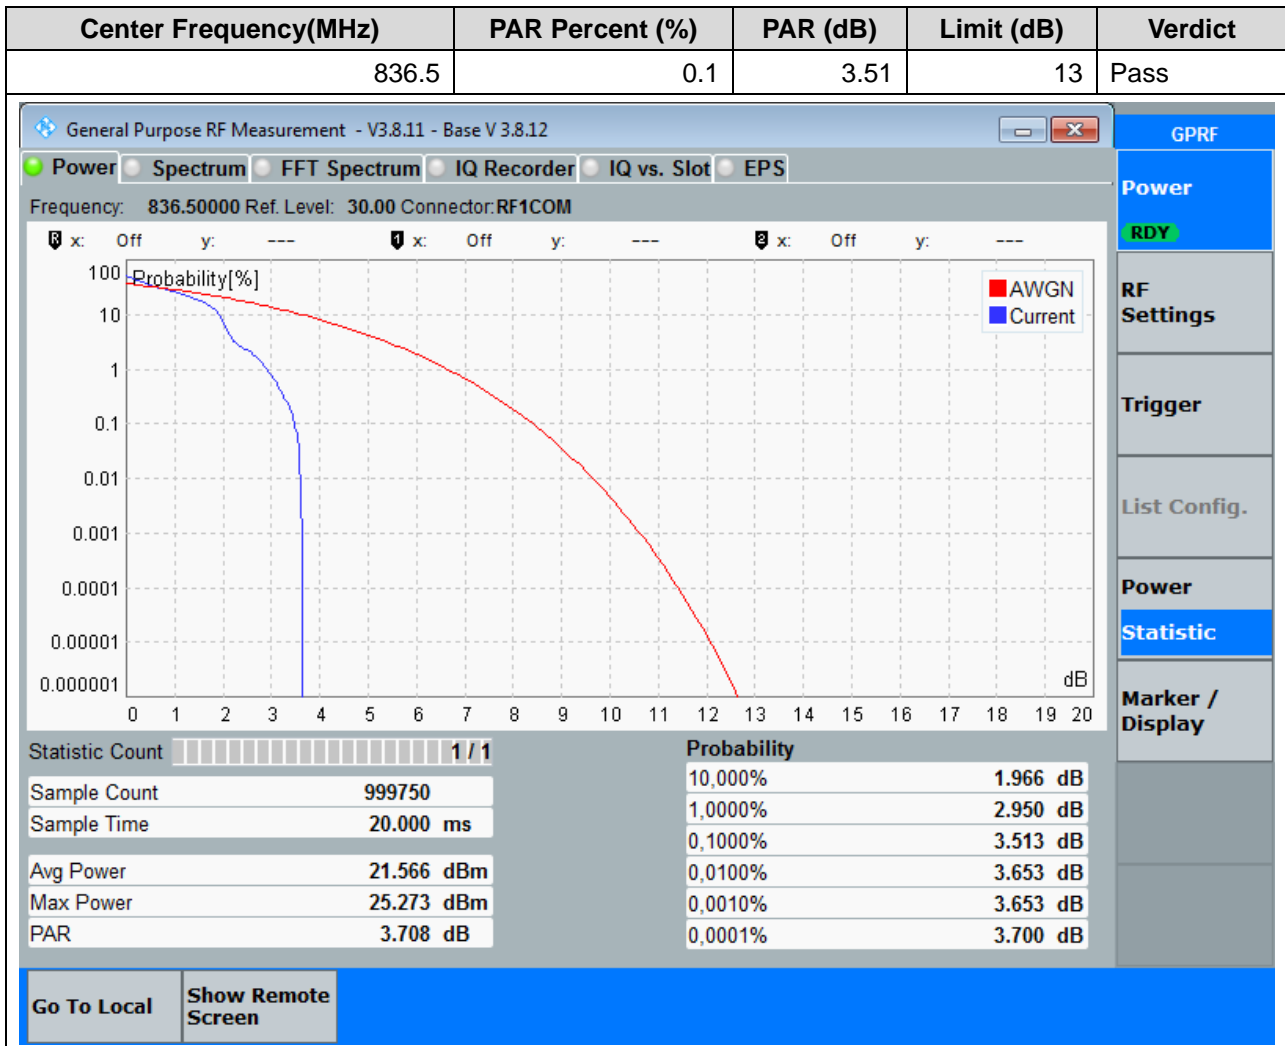 Center Frequency(MHz) PAR Percent (%) PAR (dB) Limit (dB) Verdict
836.5 0.1 3.51 13 Pass
General Purpose RF Measurement - V3.8.11 - Base V 3.8.12
GPRF
Power Spectrum FFT Spectrum IQ Recorder IQ vs. Slot EPS
Power
RDY
Frequency: 836.50000 Ref. Level: 30.00 Connector: RF1COM
R x: Off y: --- 1 x: Off y: --- 2 x: Off y: ---
Probability[%]
AWGN
Current
100
10
1
0.1
0.01
0.001
0.0001
0.00001
0.000001
dB
0 1 2 3 4 5 6 7 8 9 10 11 12 13 14 15 16 17 18 19 20
RF
Settings
Trigger
List Config.
Power
Statistic
Marker /
Display
Statistic Count 1 / 1
Sample Count 999750
Sample Time 20.000 ms
Avg Power 21.566 dBm
Max Power 25.273 dBm
PAR 3.708 dB
Probability
10,000% 1.966 dB
1,0000% 2.950 dB
0,1000% 3.513 dB
0,0100% 3.653 dB
0,0010% 3.653 dB
0,0001% 3.700 dB
Go To Local
Show Remote
Screen